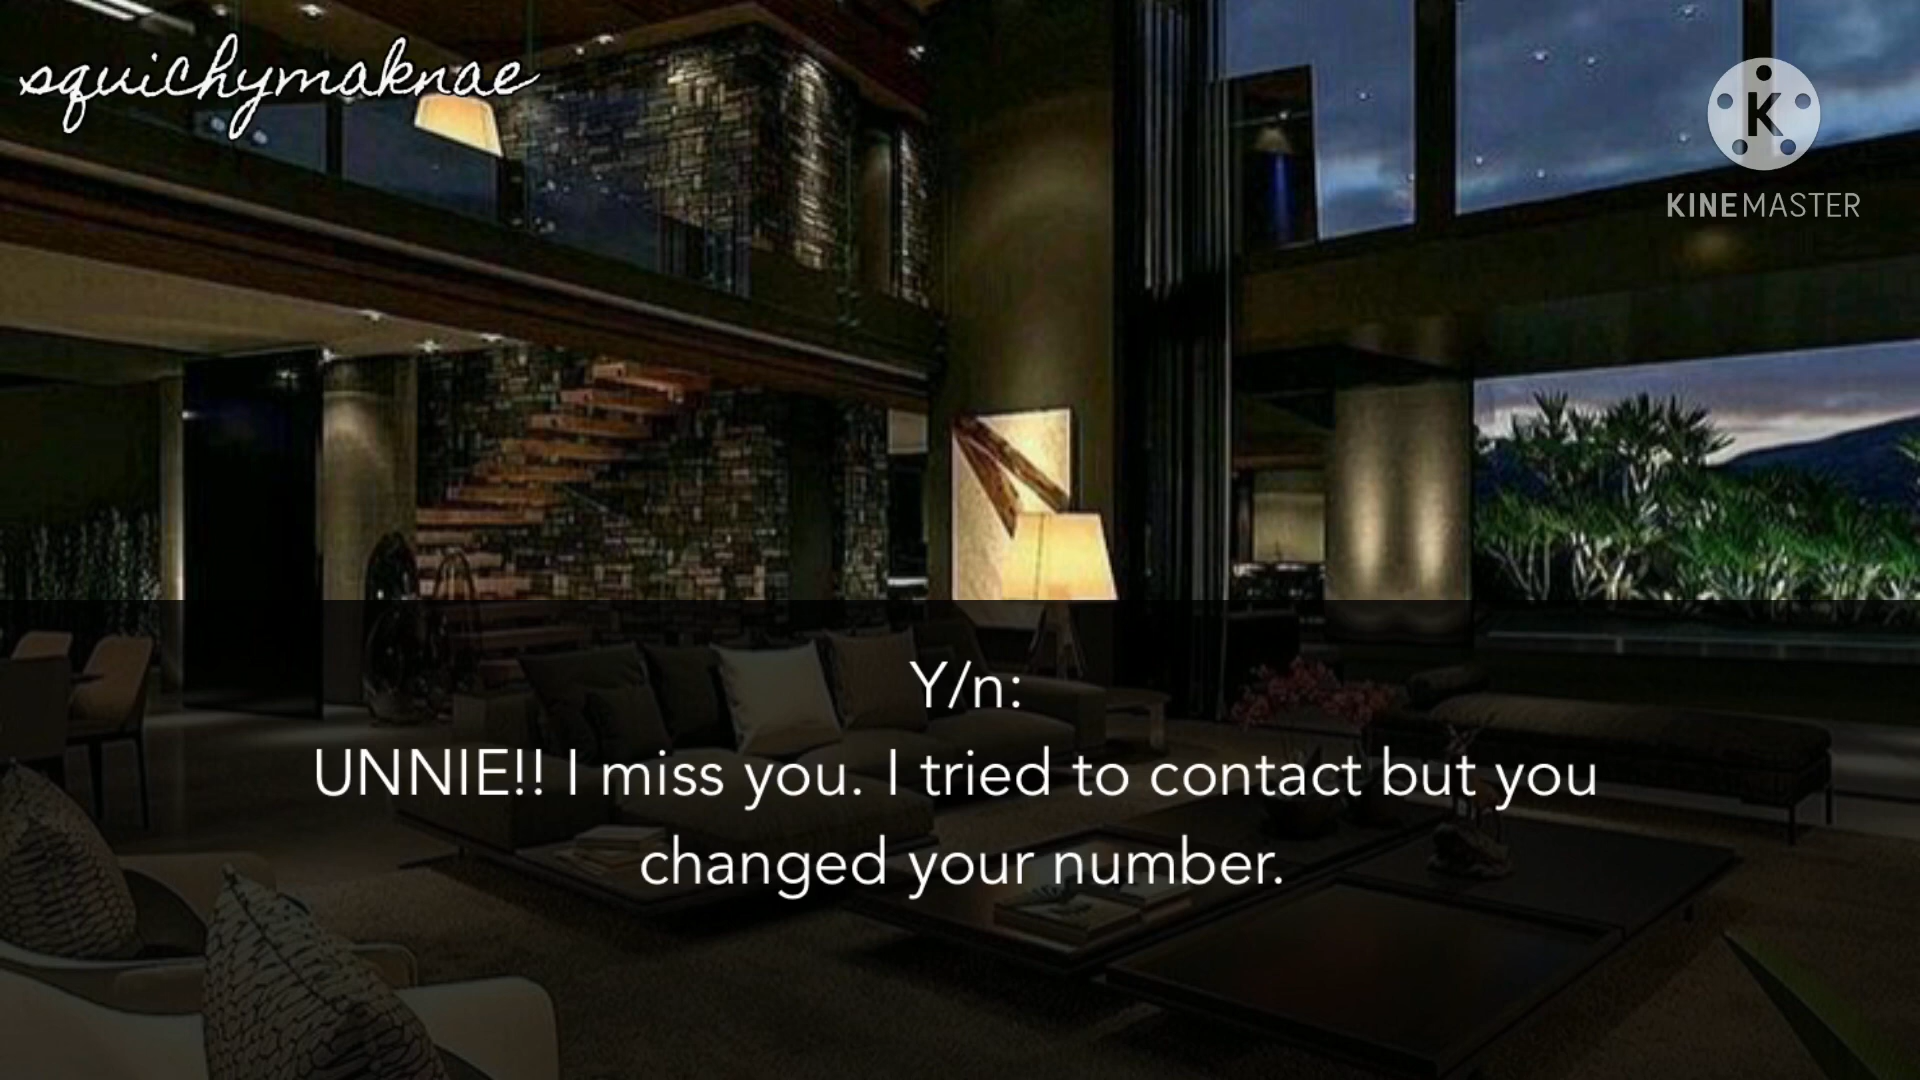 squichymaknae
K
KINEMASTER
Y/n:
UNNIE!! I miss you. I tried to contact but you
changed your number.